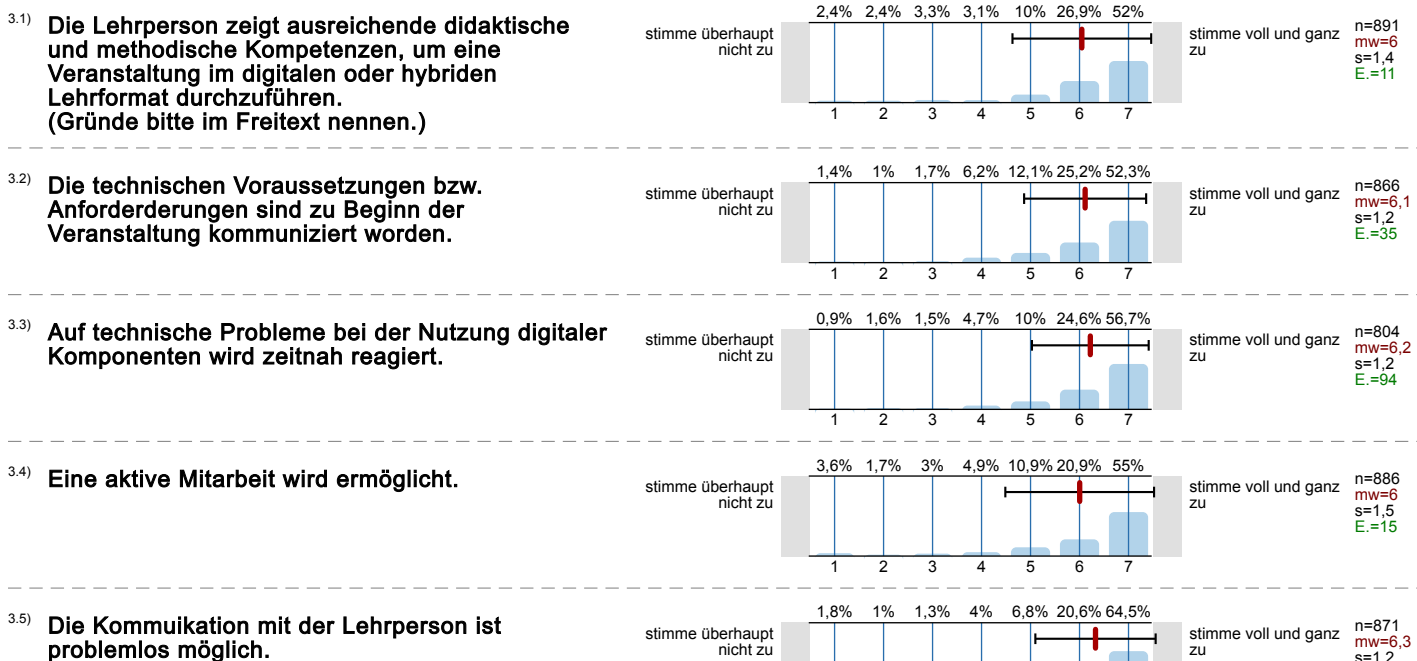 3.1) Die Lehrperson zeigt ausreichende didaktische
und methodische Kompetenzen, um eine
Veranstaltung im digitalen oder hybriden
Lehrformat durchzuführen.
(Gründe bitte im Freitext nennen.)
stimme überhaupt
nicht zu
2,4% 2,4% 3,3% 3,1% 10% 26,9% 52%
1 2 3 4 5 6 7
stimme voll und ganz
zu
n=891
mw=6
s=1,4
E.=11
3.2) Die technischen Voraussetzungen bzw.
Anforderderungen sind zu Beginn der
Veranstaltung kommuniziert worden.
stimme überhaupt
nicht zu
1,4% 1% 1,7% 6,2% 12,1% 25,2% 52,3%
1 2 3 4 5 6 7
stimme voll und ganz
zu
n=866
mw=6,1
s=1,2
E.=35
3.3) Auf technische Probleme bei der Nutzung digitaler
Komponenten wird zeitnah reagiert.
stimme überhaupt
nicht zu
0,9% 1,6% 1,5% 4,7% 10% 24,6% 56,7%
1 2 3 4 5 6 7
stimme voll und ganz
zu
n=804
mw=6,2
s=1,2
E.=94
3.4) Eine aktive Mitarbeit wird ermöglicht.
stimme überhaupt
nicht zu
3,6% 1,7% 3% 4,9% 10,9% 20,9% 55%
1 2 3 4 5 6 7
stimme voll und ganz
zu
n=886
mw=6
s=1,5
E.=15
3.5) Die Kommuikation mit der Lehrperson ist
problemlos möglich.
stimme überhaupt
nicht zu
1,8% 1% 1,3% 4% 6,8% 20,6% 64,5%
stimme voll und ganz
zu
n=871
mw=6,3
s=1,2